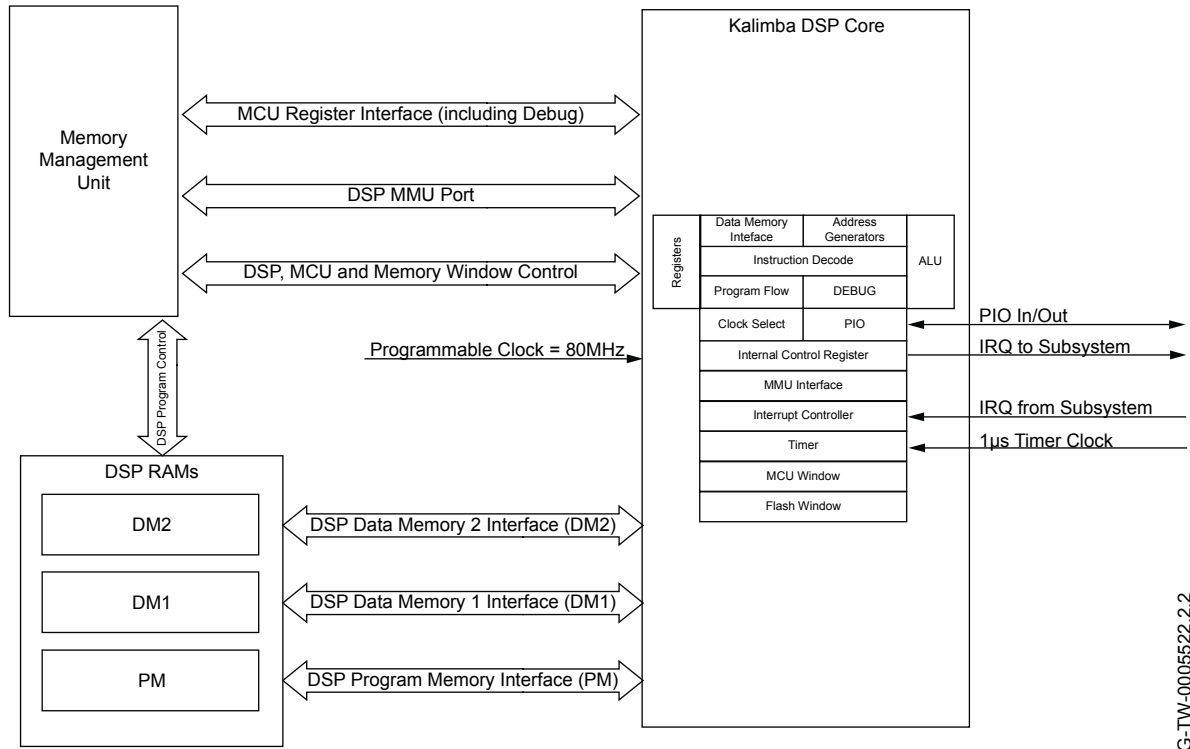 Kalimba DSP Core
Memory
Management
Unit
MCU Register Interface (including Debug)
DSP MMU Port
DSP, MCU and Memory Window Control
Registers
Data Memory
Inteface
Address
Generators
Instruction Decode
ALU
Program Flow
DEBUG
Clock Select
PIO
PIO In/Out
Programmable Clock = 80MHz
Internal Control Register
IRQ to Subsystem
MMU Interface
Interrupt Controller
IRQ from Subsystem
Timer
1µs Timer Clock
MCU Window
Flash Window
DSP Program Control
DSP RAMs
DM2
DSP Data Memory 2 Interface (DM2)
DM1
DSP Data Memory 1 Interface (DM1)
PM
DSP Program Memory Interface (PM)
G-TW-0005522.2.2